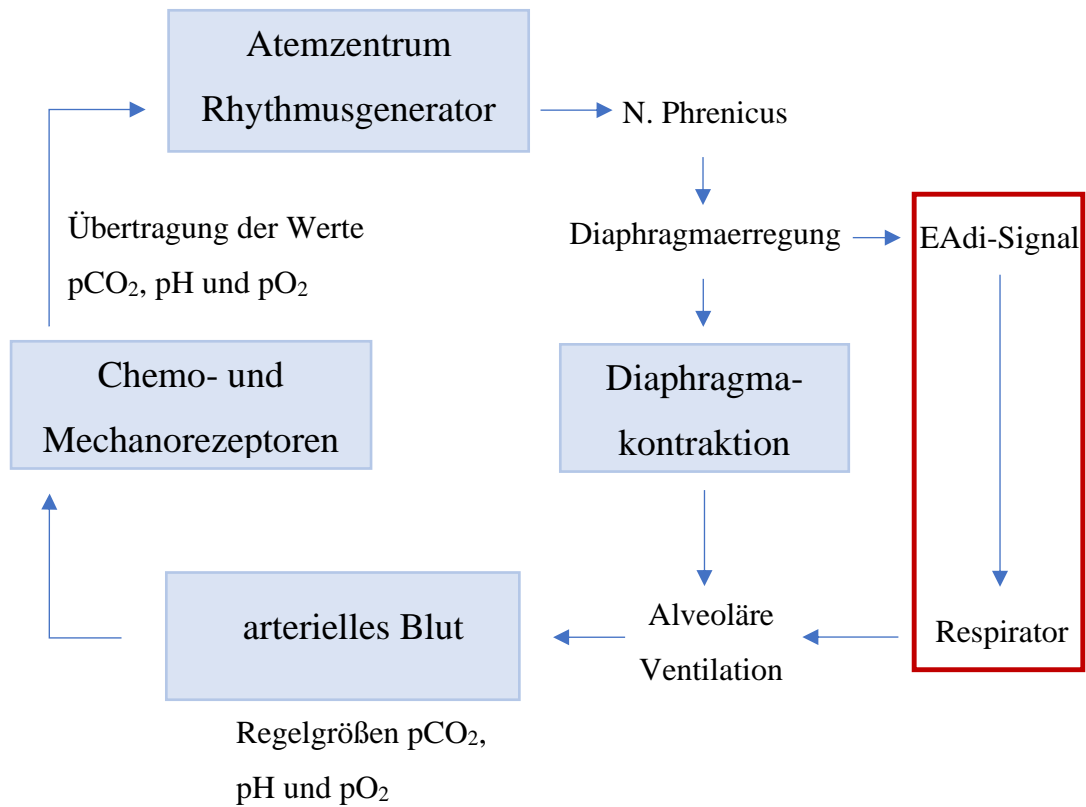 Atemzentrum
Rhythmusgenerator
N. Phrenicus
Übertragung der Werte
pCO₂, pH und pO₂
Diaphragmaerregung
EAdi-Signal
Chemo- und
Mechanorezeptoren
Diaphragma-
kontraktion
arterielles Blut
Alveoläre
Ventilation
Respirator
Regelgrößen pCO₂,
pH und pO₂